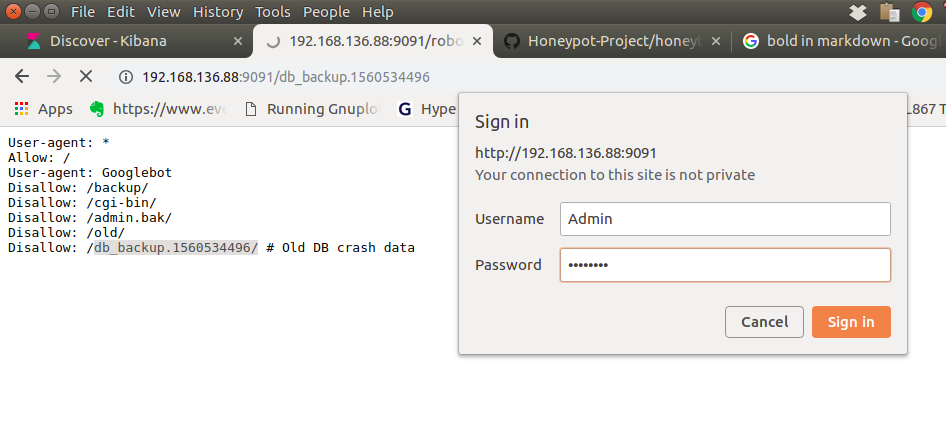 File Edit View History Tools People Help
Discover - Kibana
192.168.136.88:9091/robo
Honeypot-Project/honeyt
bold in markdown - Googl
192.168.136.88:9091/db_backup.1560534496
Apps
https://www.eve
Running Gnuplo
G Hype
L867 T
User-agent: *
Allow: /
User-agent: Googlebot
Disallow: /backup/
Disallow: /cgi-bin/
Disallow: /admin.bak/
Disallow: /old/
Disallow: /db_backup.1560534496/ # Old DB crash data
Sign in
http://192.168.136.88:9091
Your connection to this site is not private
Username Admin
Password ••••••••
Cancel Sign in